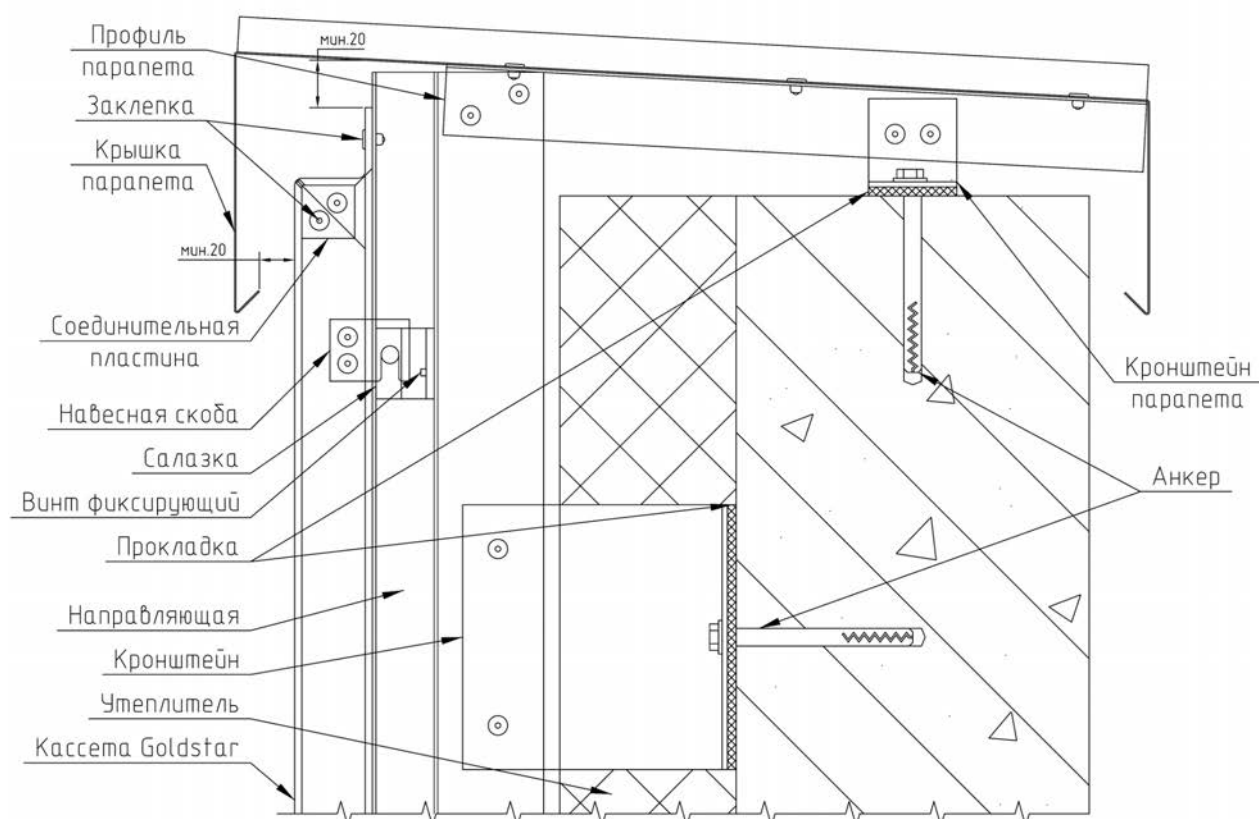 Профиль
парапета
мин.20
Заклепка
Крышка
парапета
мин.20
Соединительная
пластина
Навесная скоба
Салазка
Винт фиксирующий
Прокладка
Направляющая
Кронштейн
Утеплитель
Кассета Goldstar
Кронштейн
парапета
Анкер